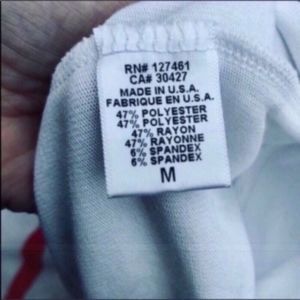 RN# 127461
CA# 30427
MADE IN U.S.A.
FABRIQUE EN U.S.A.
47% POLYESTER
47% POLYESTER
47% RAYON
47% RAYONNE
6% SPANDEX
6% SPANDEX
M